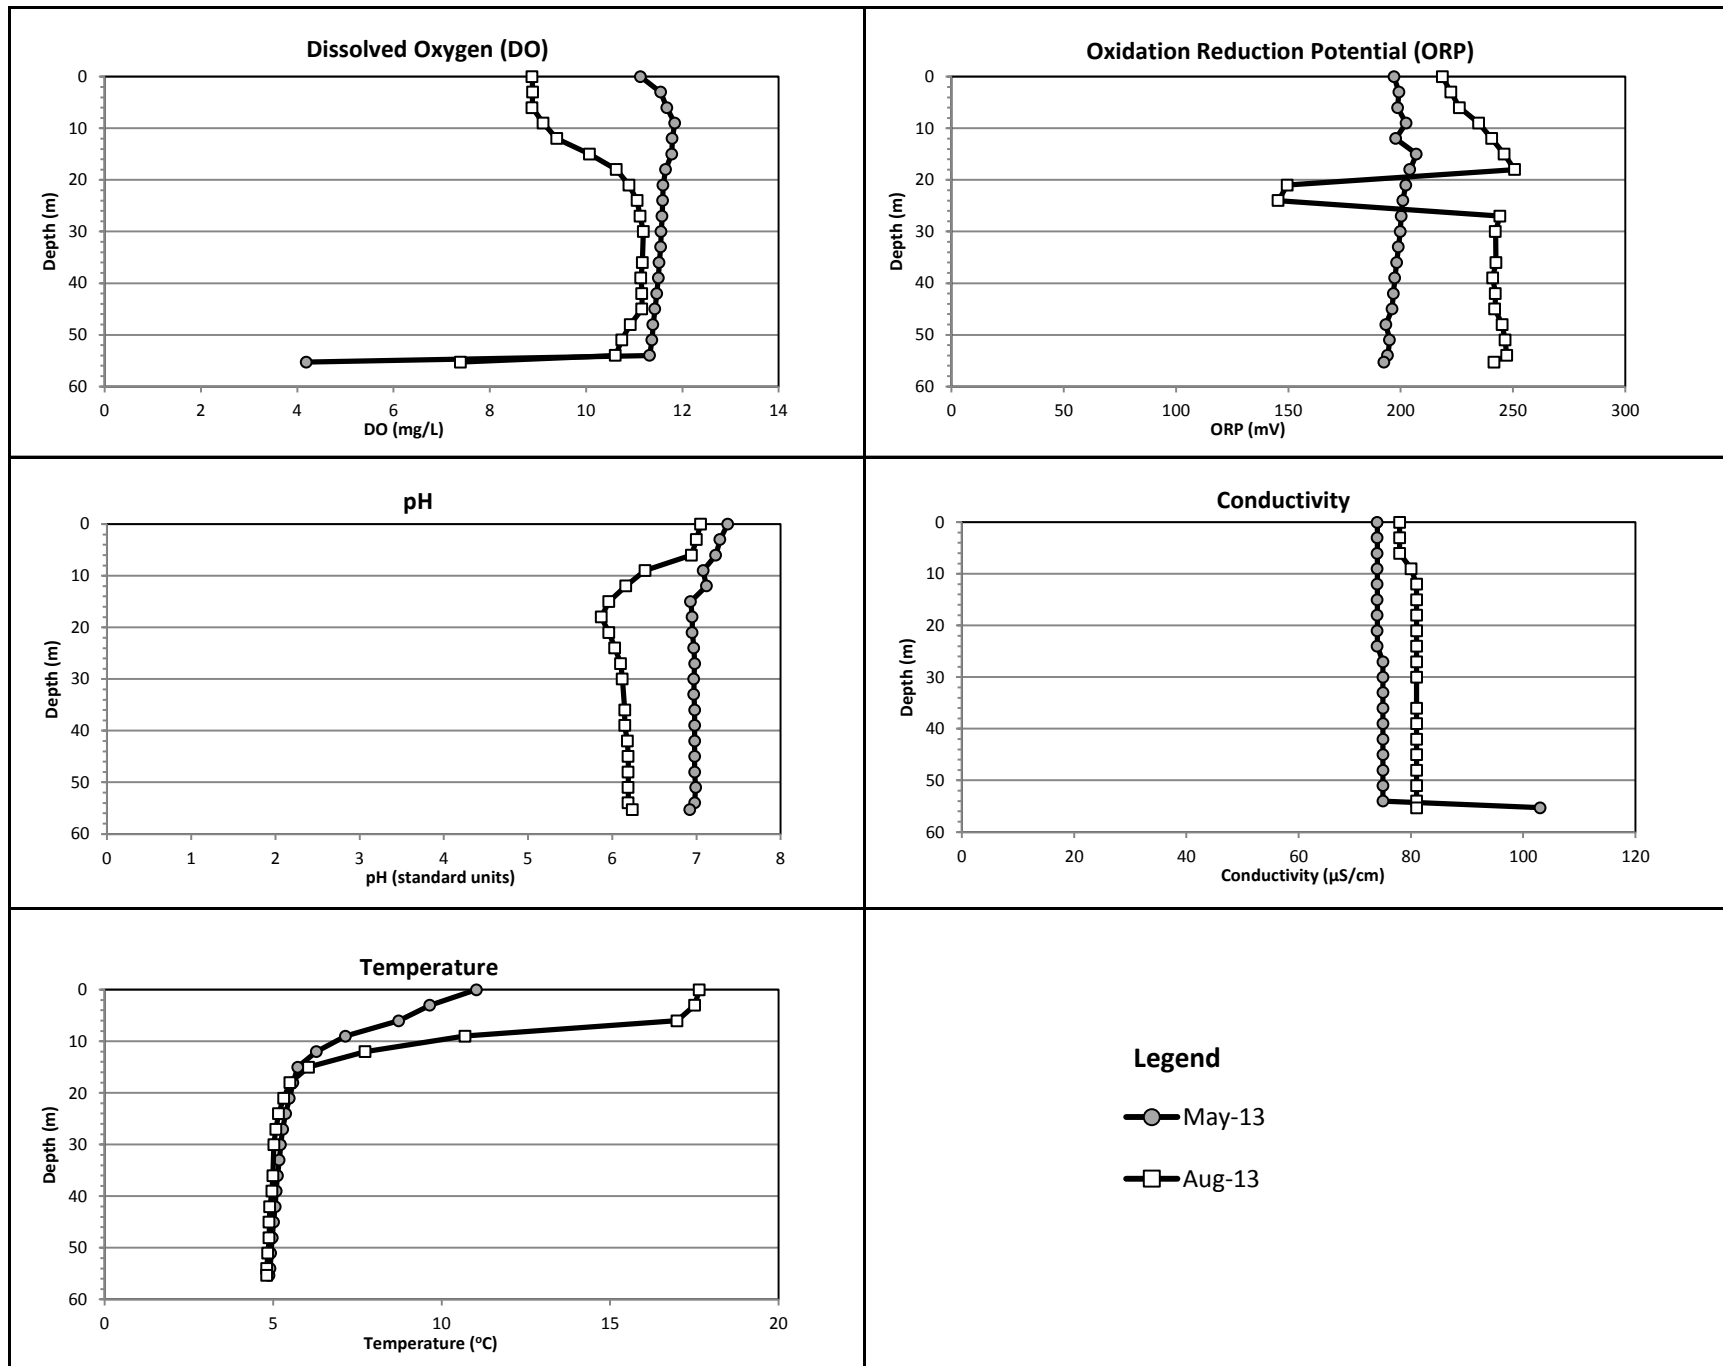 Dissolved Oxygen (DO)
0
10
20
30
40
50
60
Depth (m)
0 2 4 6 8 10 12 14
DO (mg/L)
Oxidation Reduction Potential (ORP)
0
10
20
30
40
50
60
Depth (m)
0 50 100 150 200 250 300
ORP (mV)
pH
0
10
20
30
40
50
60
Depth (m)
0 1 2 3 4 5 6 7 8
pH (standard units)
Conductivity
0
10
20
30
40
50
60
Depth (m)
0 20 40 60 80 100 120
Conductivity (µS/cm)
Temperature
0
10
20
30
40
50
60
Depth (m)
0 5 10 15 20
Temperature (°C)
Legend
May-13
Aug-13